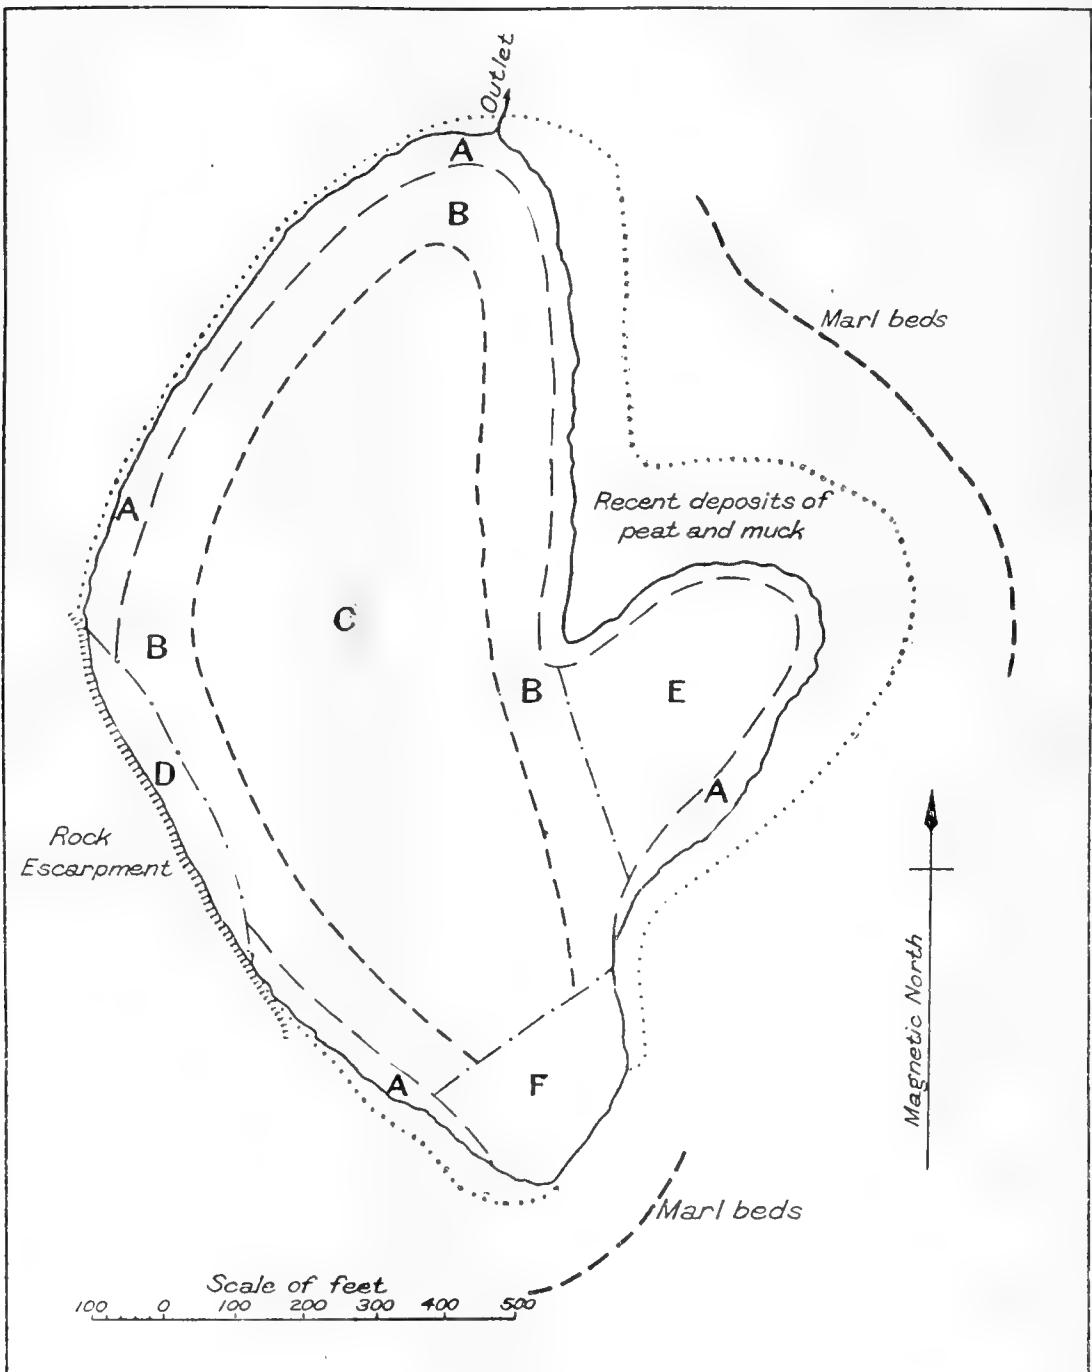 Outlet
A
B
Marl beds
A
Recent deposits of
peat and muck
C
B
B
E
D
A
Rock
Escarpment
Magnetic North
A
F
Marl beds
Scale of feet
100 0 100 200 300 400 500